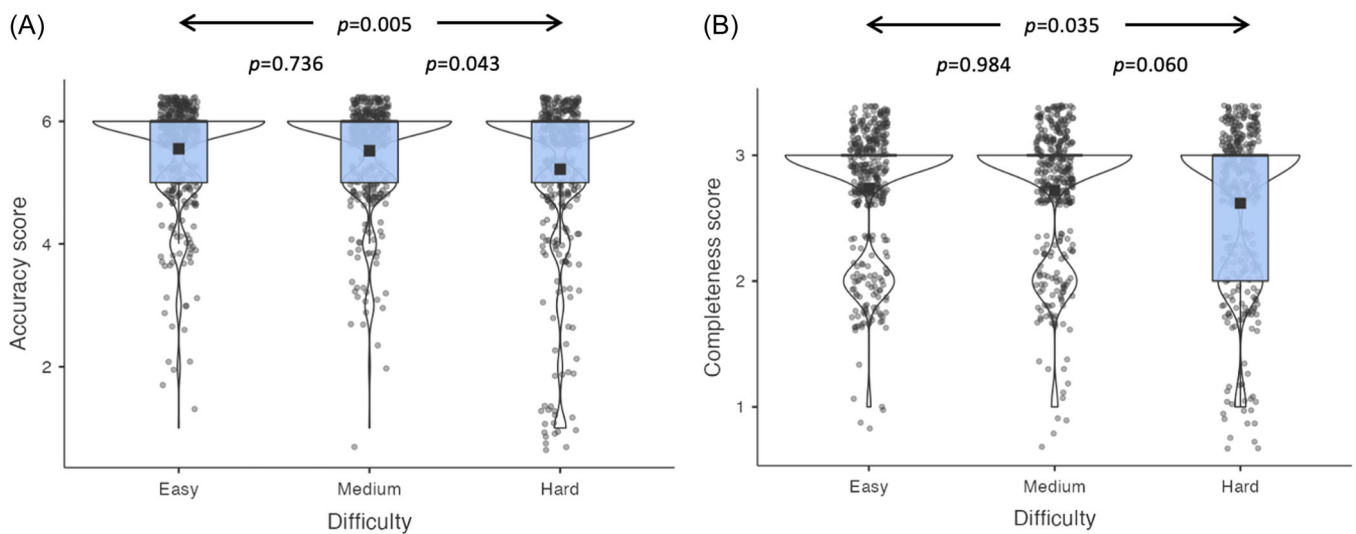 (A)
p=0.005
p=0.736
p=0.043
Accuracy score
6
4
2
Easy
Medium
Hard
Difficulty
(B)
p=0.035
p=0.984
p=0.060
Completeness score
3
2
1
Easy
Medium
Hard
Difficulty